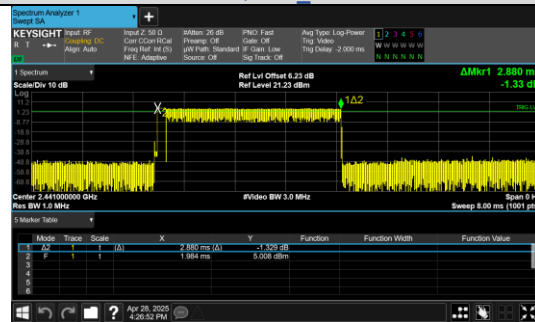 Spectrum Analyzer 1
Swept SA
KEYSIGHT Input: RF Input Z: 50 Ω #Atten: 26 dB PNO: Fast Avg Type: Log-Power 1 2 3 4 5 6
R T Coupling: DC Corr CCorr RCal Preamp: Off Gate: Off Trig: Video W W W W W W
Align: Auto Freq Ref: Int (S) µW Path: Standard IF Gain: Low Trig Delay: -2.000 ms N N N N N N
NFE: Adaptive Source: Off Sig Track: Off
1 Spectrum Ref Lvl Offset 6.23 dB ΔMkr1 2.880 m
Scale/Div 10 dB Ref Level 21.23 dBm -1.33 d
Log
11.2
1.23
-8.77
-18.8
-28.8
-38.8
-48.8
-58.8
-68.8
X2
1Δ2
TRIG LV
Center 2.441000000 GHz #Video BW 3.0 MHz Span 0 H
Res BW 1.0 MHz Sweep 8.00 ms (1001 pt
5 Marker Table
Mode Trace Scale X Y Function Function Width Function Value
1 Δ2 1 t (Δ) 2.880 ms (Δ) -1.329 dB
2 F 1 t 1.984 ms 5.008 dBm
3
4
5
6
? Apr 28, 2025
4:26:52 PM